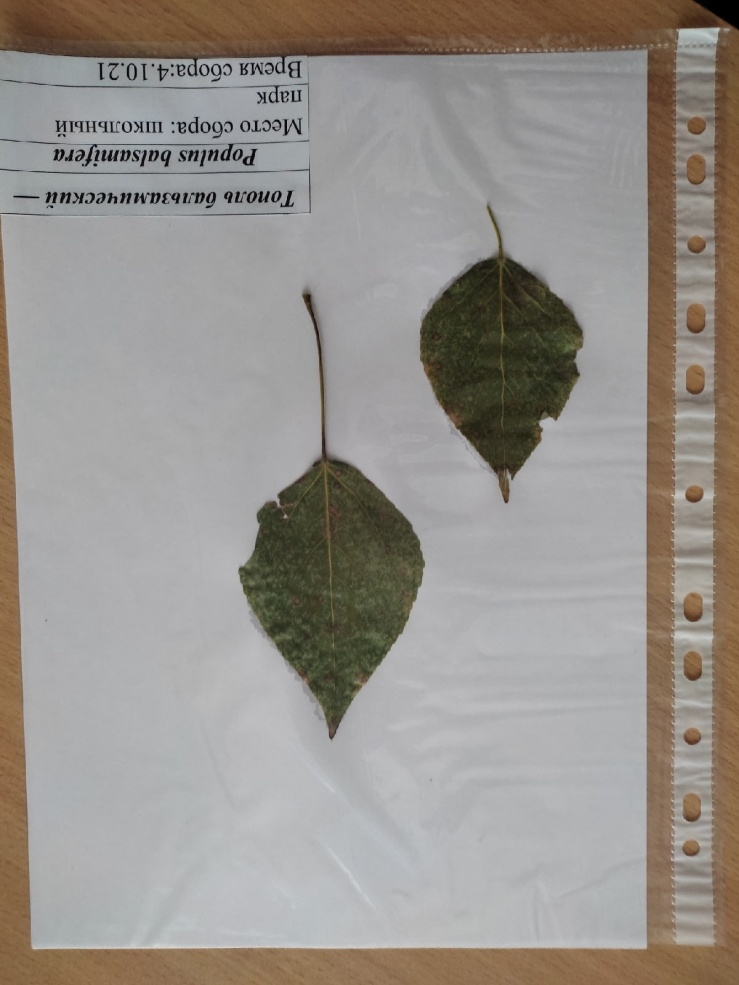 Тополь бальзамический —
Populus balsamifera
Место сбора: школьный
парк
Время сбора:4.10.21